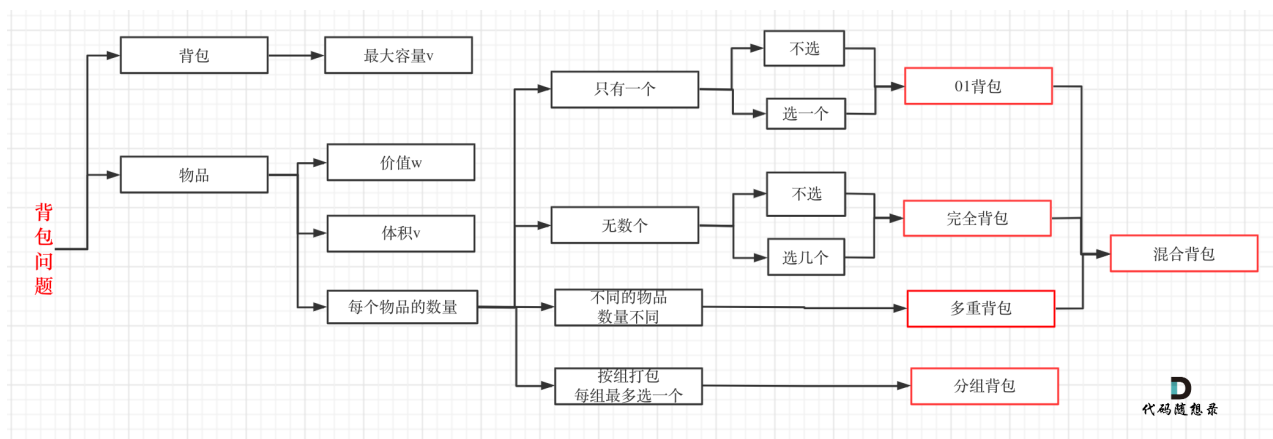 背包问题
背包
最大容量v
物品
价值w
体积v
每个物品的数量
只有一个
不选
选一个
01背包
无数个
不选
选几个
完全背包
不同的物品
数量不同
多重背包
混合背包
按组打包
每组最多选一个
分组背包
代码随想录